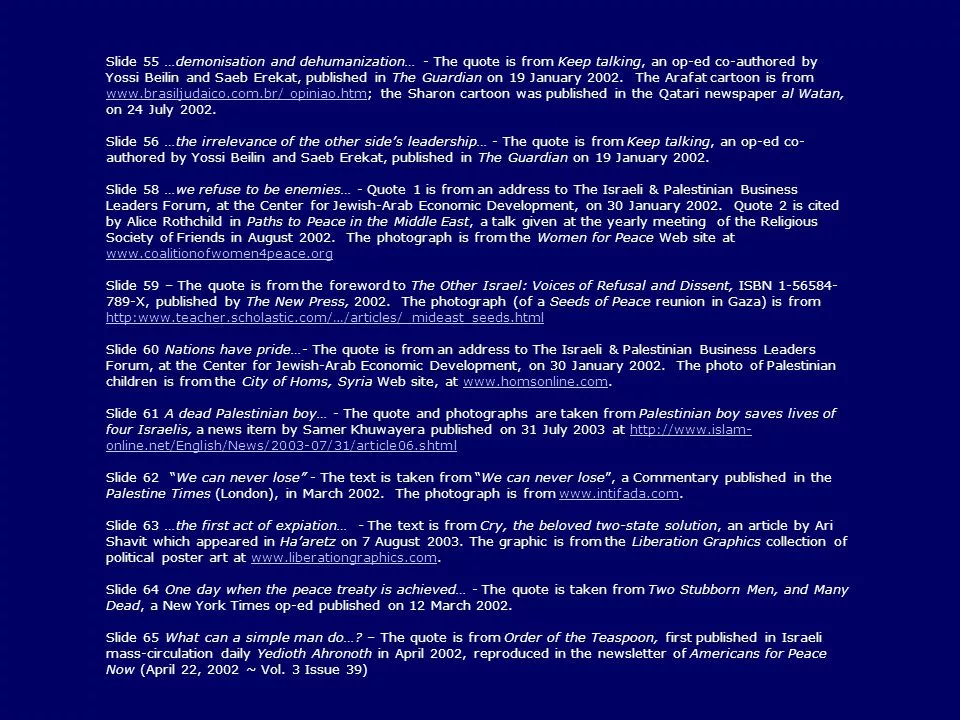 Slide 55 …demonisation and dehumanization… - The quote is from Keep talking, an op-ed co-authored by
Yossi Beilin and Saeb Erekat, published in The Guardian on 19 January 2002. The Arafat cartoon is from
www.brasiljudaico.com.br/_opiniao.htm; the Sharon cartoon was published in the Qatari newspaper al Watan,
on 24 July 2002.
Slide 56 …the irrelevance of the other side’s leadership… - The quote is from Keep talking, an op-ed co-
authored by Yossi Beilin and Saeb Erekat, published in The Guardian on 19 January 2002.
Slide 58 …we refuse to be enemies… - Quote 1 is from an address to The Israeli & Palestinian Business
Leaders Forum, at the Center for Jewish-Arab Economic Development, on 30 January 2002. Quote 2 is cited
by Alice Rothchild in Paths to Peace in the Middle East, a talk given at the yearly meeting of the Religious
Society of Friends in August 2002. The photograph is from the Women for Peace Web site at
www.coalitionofwomen4peace.org
Slide 59 – The quote is from the foreword to The Other Israel: Voices of Refusal and Dissent, ISBN 1-56584-
789-X, published by The New Press, 2002. The photograph (of a Seeds of Peace reunion in Gaza) is from
http:www.teacher.scholastic.com/…/articles/_mideast_seeds.html
Slide 60 Nations have pride…- The quote is from an address to The Israeli & Palestinian Business Leaders
Forum, at the Center for Jewish-Arab Economic Development, on 30 January 2002. The photo of Palestinian
children is from the City of Homs, Syria Web site, at www.homsonline.com.
Slide 61 A dead Palestinian boy… - The quote and photographs are taken from Palestinian boy saves lives of
four Israelis, a news item by Samer Khuwayera published on 31 July 2003 at http://www.islam-
online.net/English/News/2003-07/31/article06.shtml
Slide 62 “We can never lose” - The text is taken from “We can never lose”, a Commentary published in the
Palestine Times (London), in March 2002. The photograph is from www.intifada.com.
Slide 63 …the first act of expiation… - The text is from Cry, the beloved two-state solution, an article by Ari
Shavit which appeared in Ha’aretz on 7 August 2003. The graphic is from the Liberation Graphics collection of
political poster art at www.liberationgraphics.com.
Slide 64 One day when the peace treaty is achieved… - The quote is taken from Two Stubborn Men, and Many
Dead, a New York Times op-ed published on 12 March 2002.
Slide 65 What can a simple man do…? – The quote is from Order of the Teaspoon, first published in Israeli
mass-circulation daily Yedioth Ahronoth in April 2002, reproduced in the newsletter of Americans for Peace
Now (April 22, 2002 ~ Vol. 3 Issue 39)